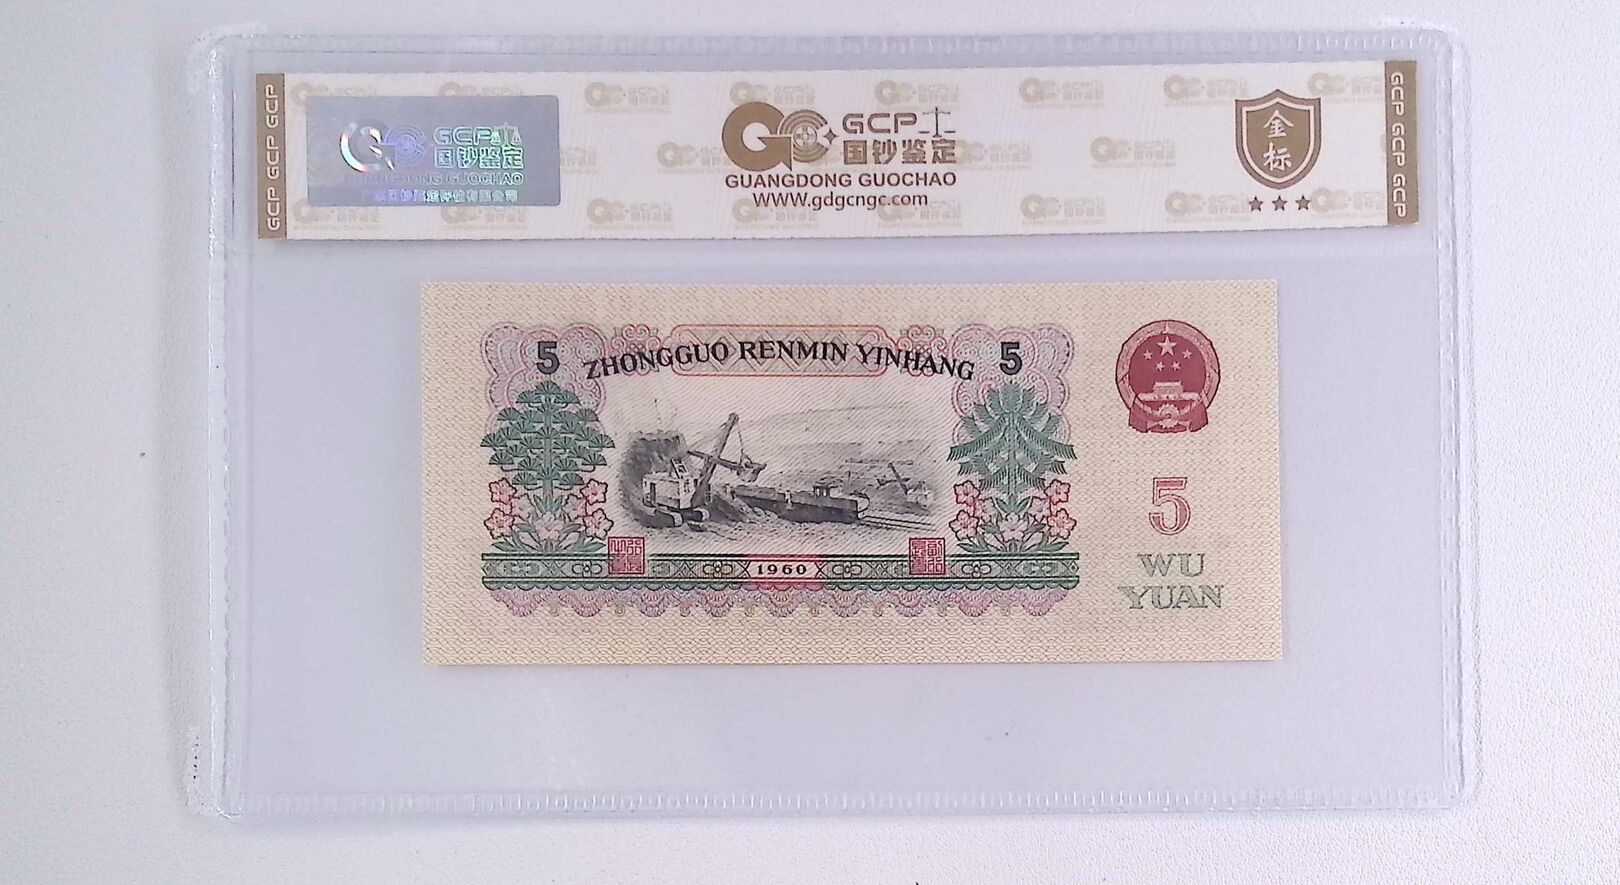 GCP GCP GCP
GCP
国钞鉴定
GUANGDONG GUOCHAO
GCP
国钞鉴定
GUANGDONG GUOCHAO
www.gdgcngc.com
金
标
GCP GCP GCP GCP
5 ZHONGGUO RENMIN YINHANG 5
1960
5
WU
YUAN